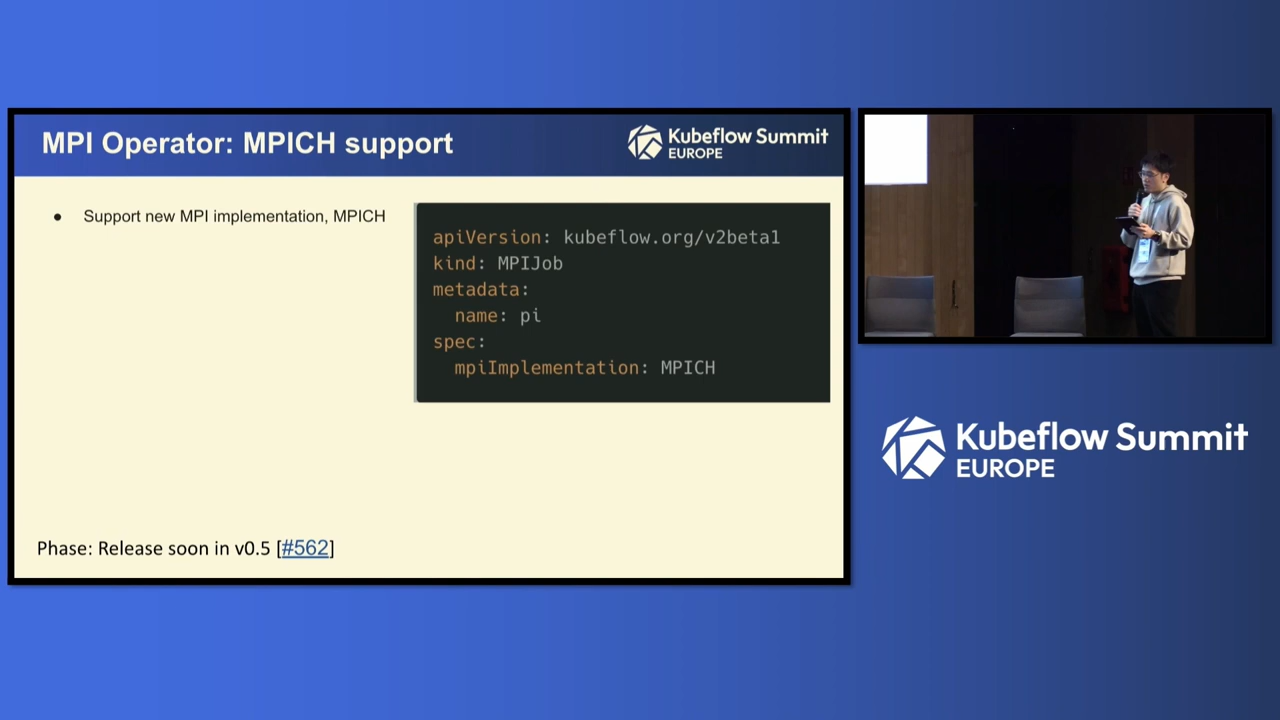 MPI Operator: MPICH support
Kubeflow Summit
EUROPE
● Support new MPI implementation, MPICH
apiVersion: kubeflow.org/v2beta1
kind: MPIJob
metadata:
  name: pi
spec:
  mpiImplementation: MPICH
Phase: Release soon in v0.5 [#562]
Kubeflow Summit
EUROPE